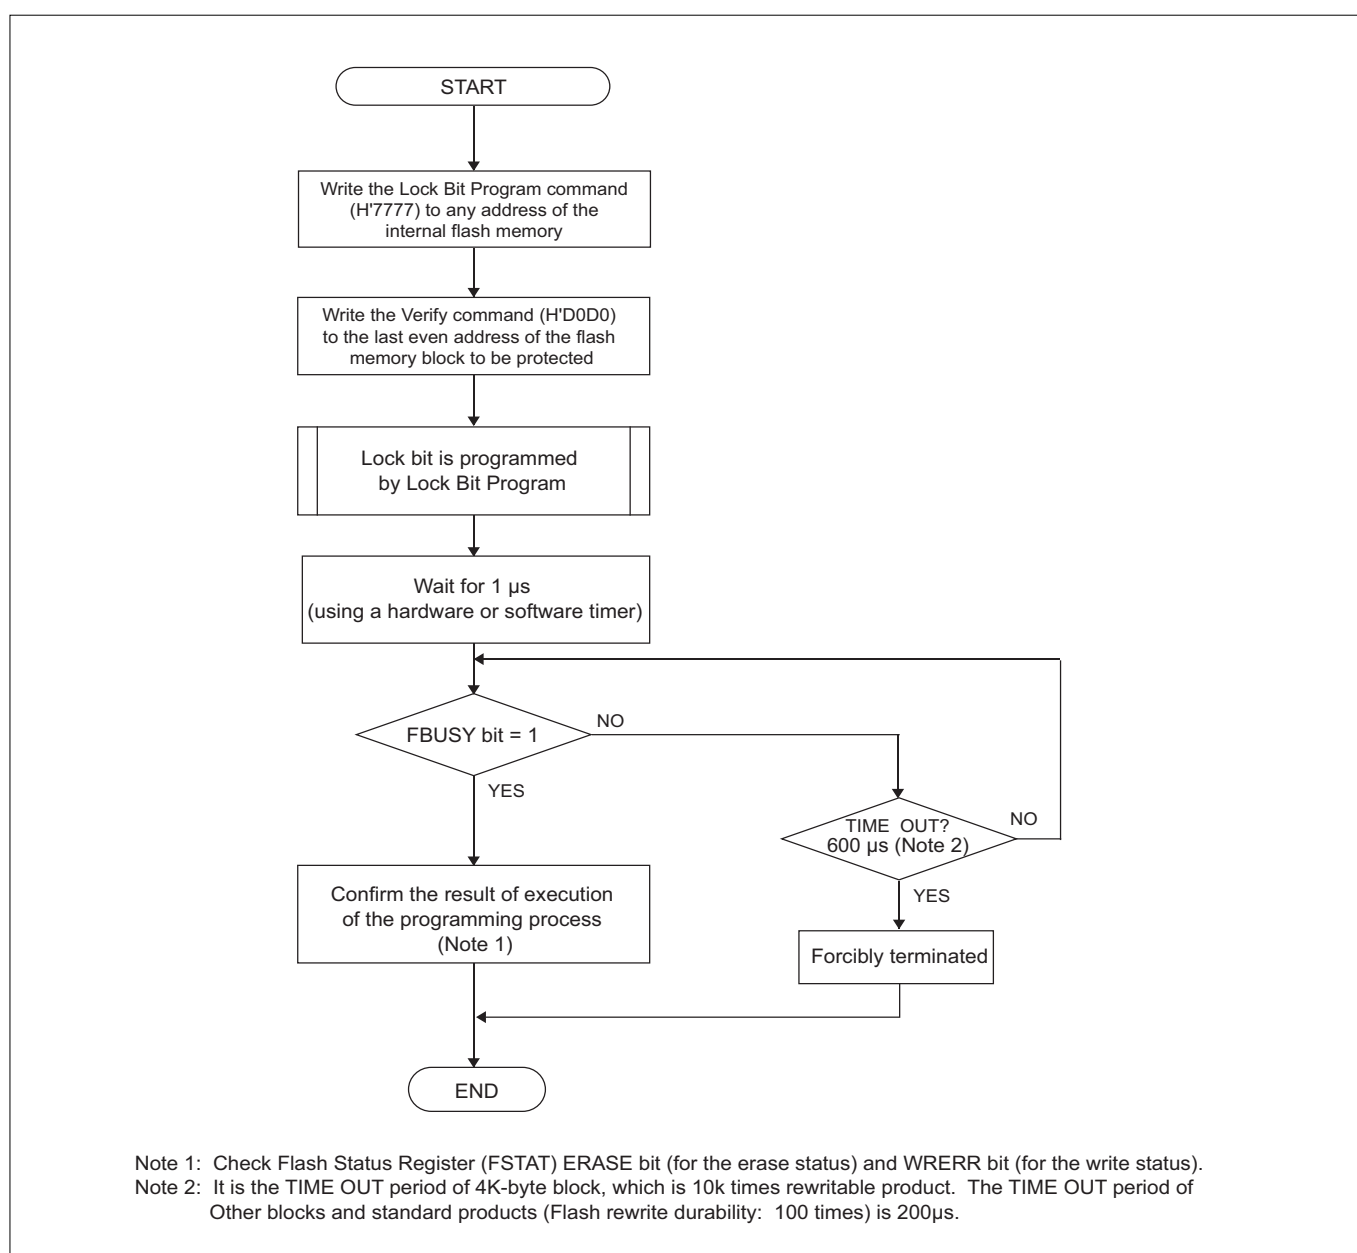 START
Write the Lock Bit Program command
(H'7777) to any address of the
internal flash memory
Write the Verify command (H'D0D0)
to the last even address of the flash
memory block to be protected
Lock bit is programmed
by Lock Bit Program
Wait for 1 µs
(using a hardware or software timer)
FBUSY bit = 1
NO
YES
TIME OUT?
600 µs (Note 2)
NO
YES
Confirm the result of execution
of the programming process
(Note 1)
Forcibly terminated
END
Note 1: Check Flash Status Register (FSTAT) ERASE bit (for the erase status) and WRERR bit (for the write status).
Note 2: It is the TIME OUT period of 4K-byte block, which is 10k times rewritable product. The TIME OUT period of
Other blocks and standard products (Flash rewrite durability: 100 times) is 200µs.